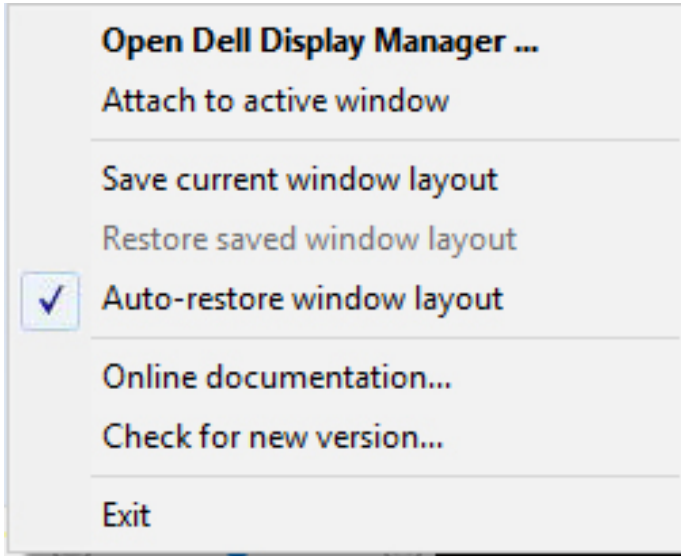 Open Dell Display Manager ...
Attach to active window
Save current window layout
Restore saved window layout
Auto-restore window layout
Online documentation...
Check for new version...
Exit